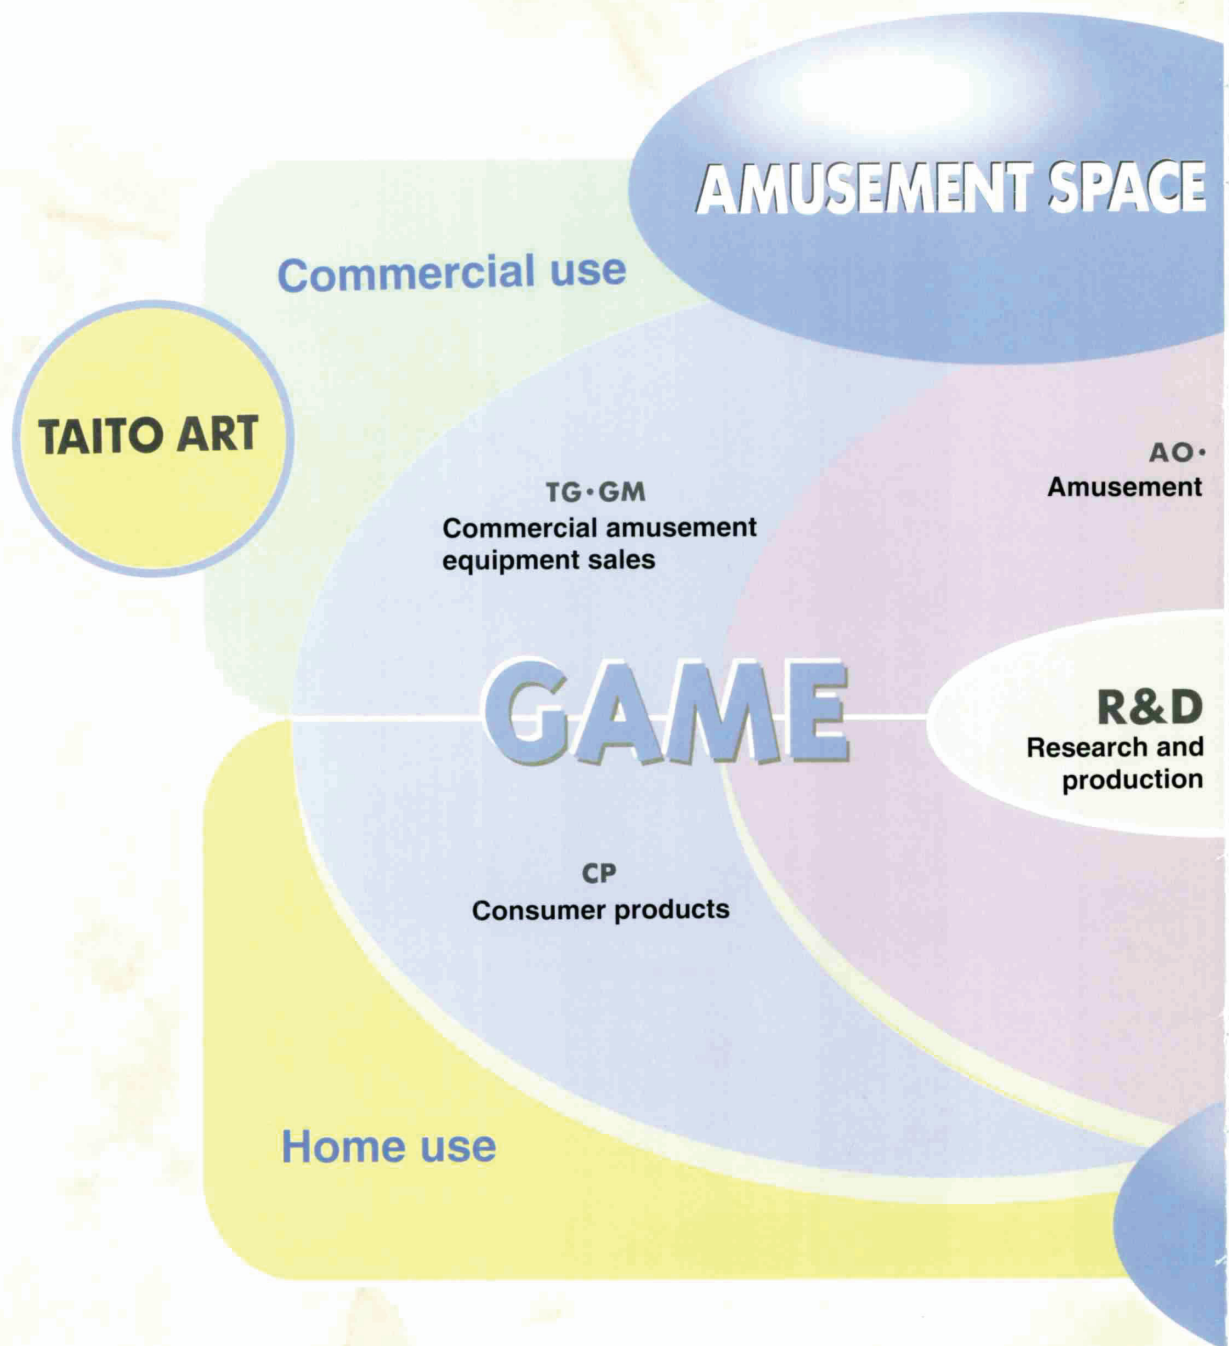 AMUSEMENT SPACE
Commercial use
TAITO ART
AO•
Amusement
TG•GM
Commercial amusement
equipment sales
GAME
R&D
Research and
production
CP
Consumer products
Home use